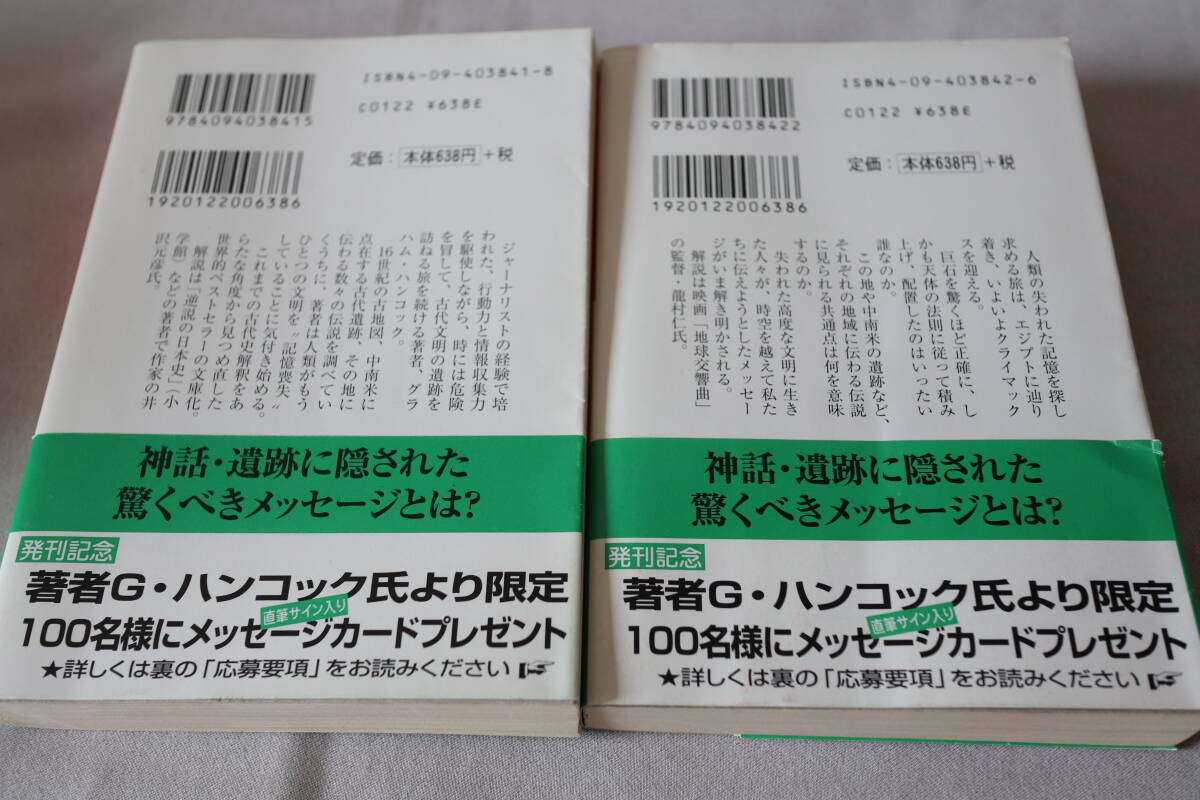 ISBN4-09-403841-8
C0122 ¥638E
9784094038415
定価：本体638円+税
1920122006386
ジャーナリストの経験で培
われた、行動力と情報収集力
を駆使しながら、時には危険
を冒して、古代文明の遺跡を
訪ねる旅を続ける著者、グラ
ハム・ハンコック。
16世紀の古地図、中南米に
点在する古代遺跡、その地に
伝わる数々の伝説を調べてい
くうちに、著者は人類がもう
ひとつの文明を〝記憶喪失〟
していることに気付き始める。
これまでの古代史解釈をあ
らたな角度から見つめ直した
世界的ベストセラーの文庫化。
解説は「逆説の日本史」（小
学館）などの著者で作家の井
沢元彦氏。
神話・遺跡に隠された
驚くべきメッセージとは?
発刊記念
著者G・ハンコック氏より限定
直筆サイン入り
100名様にメッセージカードプレゼント
★詳しくは裏の「応募要項」をお読みください☞
ISBN4-09-403842-6
C0122 ¥638E
9784094038422
定価：本体638円+税
1920122006386
人類の失われた記憶を探し
求める旅は、エジプトに辿り
着き、いよいよクライマック
スを迎える。
巨石を驚くほど正確に、し
かも天体の法則に従って積み
上げ、配置したのはいったい
誰なのか。
この地や中南米の遺跡など、
それぞれの地域に伝わる伝説
に見られる共通点は何を意味
するのか。
失われた高度な文明に生き
た人々が、時空を越えて私た
ちに伝えようとしたメッセー
ジがいま解き明かされる。
解説は映画「地球交響曲」
の監督・龍村仁氏。
神話・遺跡に隠された
驚くべきメッセージとは?
発刊記念
著者G・ハンコック氏より限定
直筆サイン入り
100名様にメッセージカードプレゼント
★詳しくは裏の「応募要項」をお読みください☞